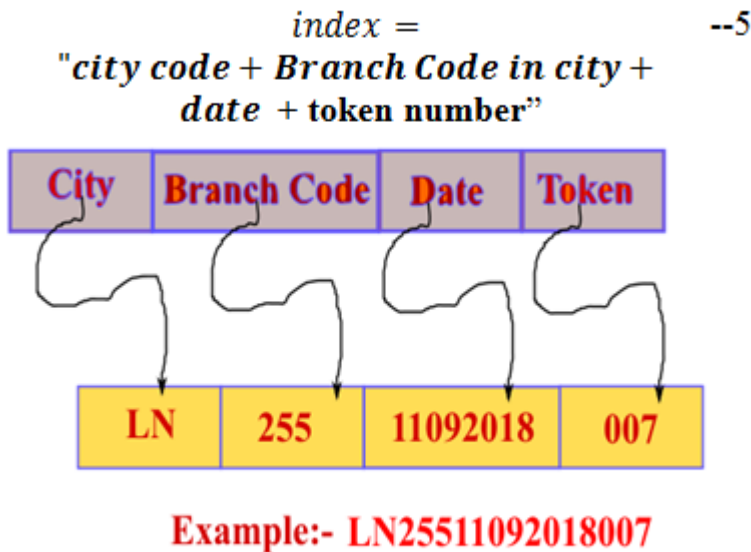 index = --5
"city code + Branch Code in city +
date + token number”
City Branch Code Date Token
LN 255 11092018 007
Example:- LN25511092018007